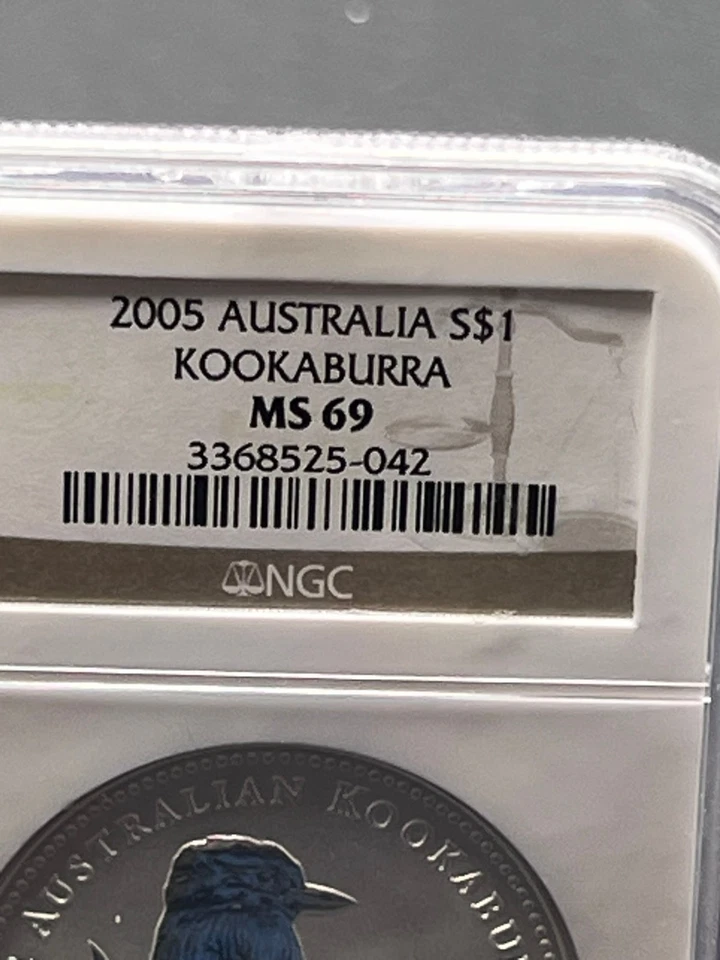 2005 AUSTRALIA S$1
KOOKABURRA
MS 69
3368525-042
NGC
AUSTRALIAN KOOKABU